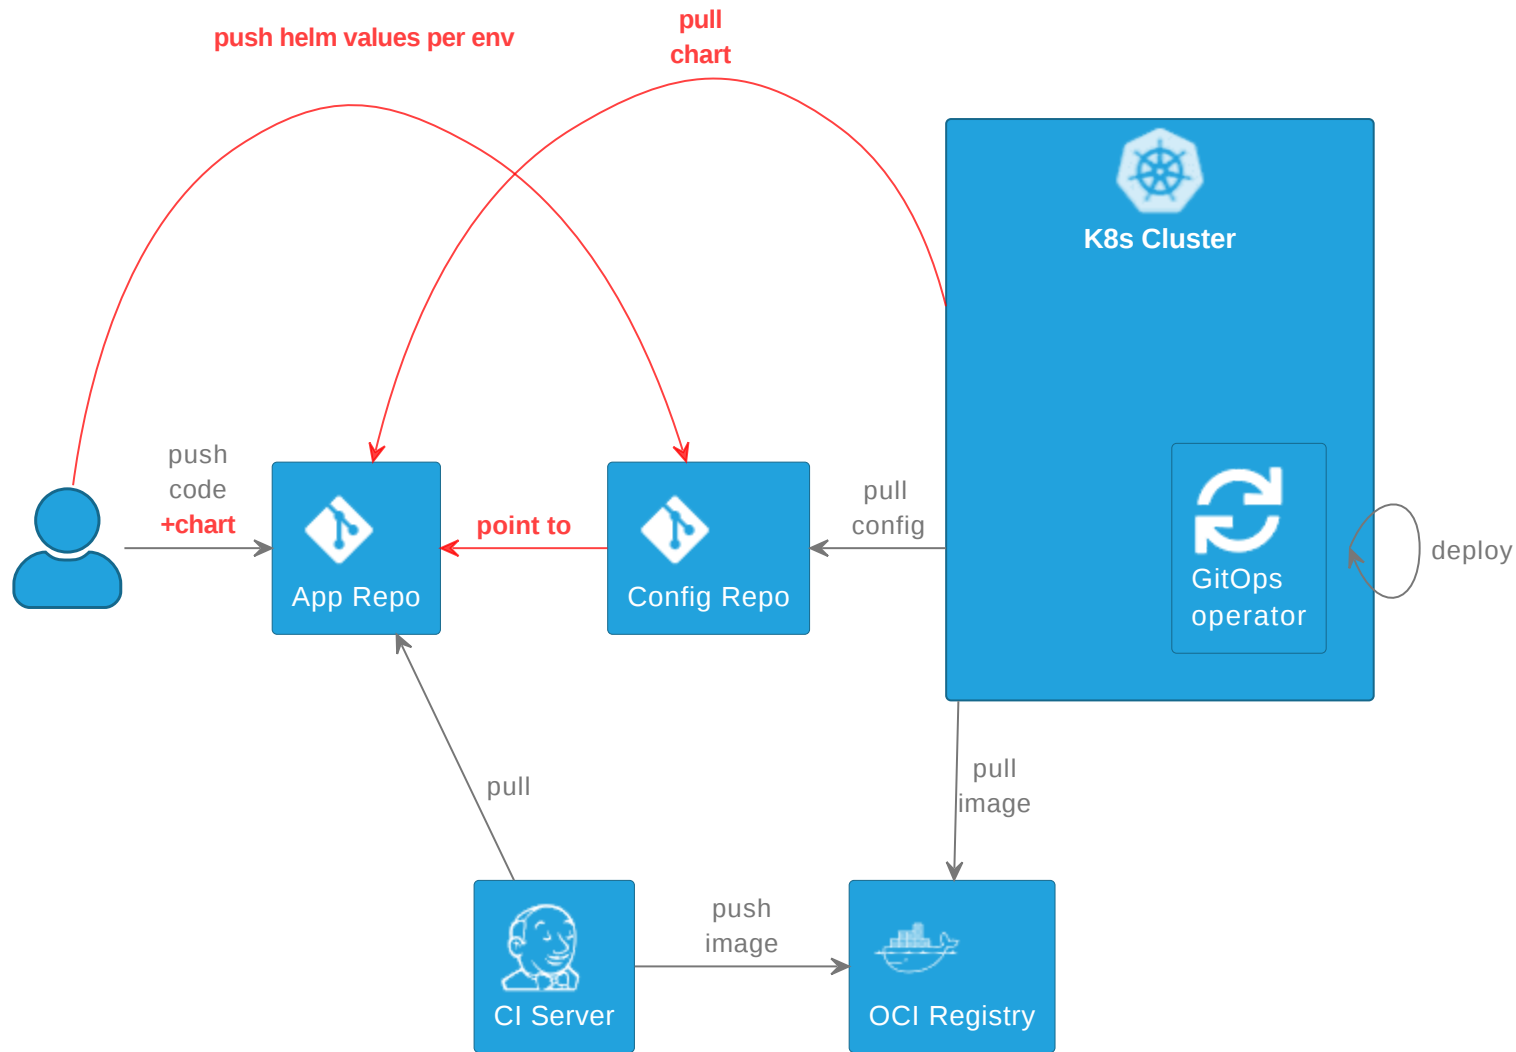 push helm values per env
pull
chart
K8s Cluster
push
code
+chart
App Repo
point to
Config Repo
pull
config
GitOps
operator
deploy
pull
pull
image
CI Server
push
image
OCI Registry